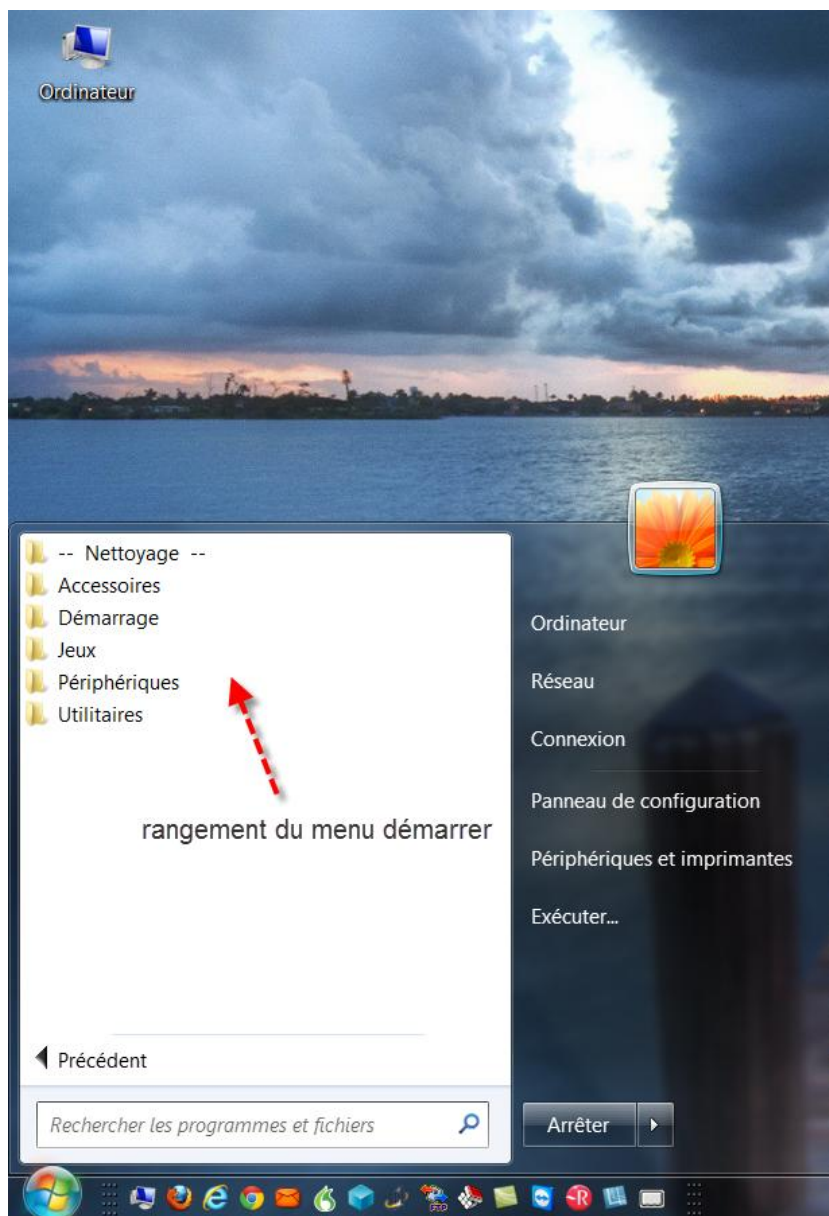 Ordinateur
-- Nettoyage --
Accessoires
Démarrage
Jeux
Périphériques
Utilitaires
rangement du menu démarrer
Précédent
Rechercher les programmes et fichiers
Ordinateur
Réseau
Connexion
Panneau de configuration
Périphériques et imprimantes
Exécuter...
Arrêter
FTP
R